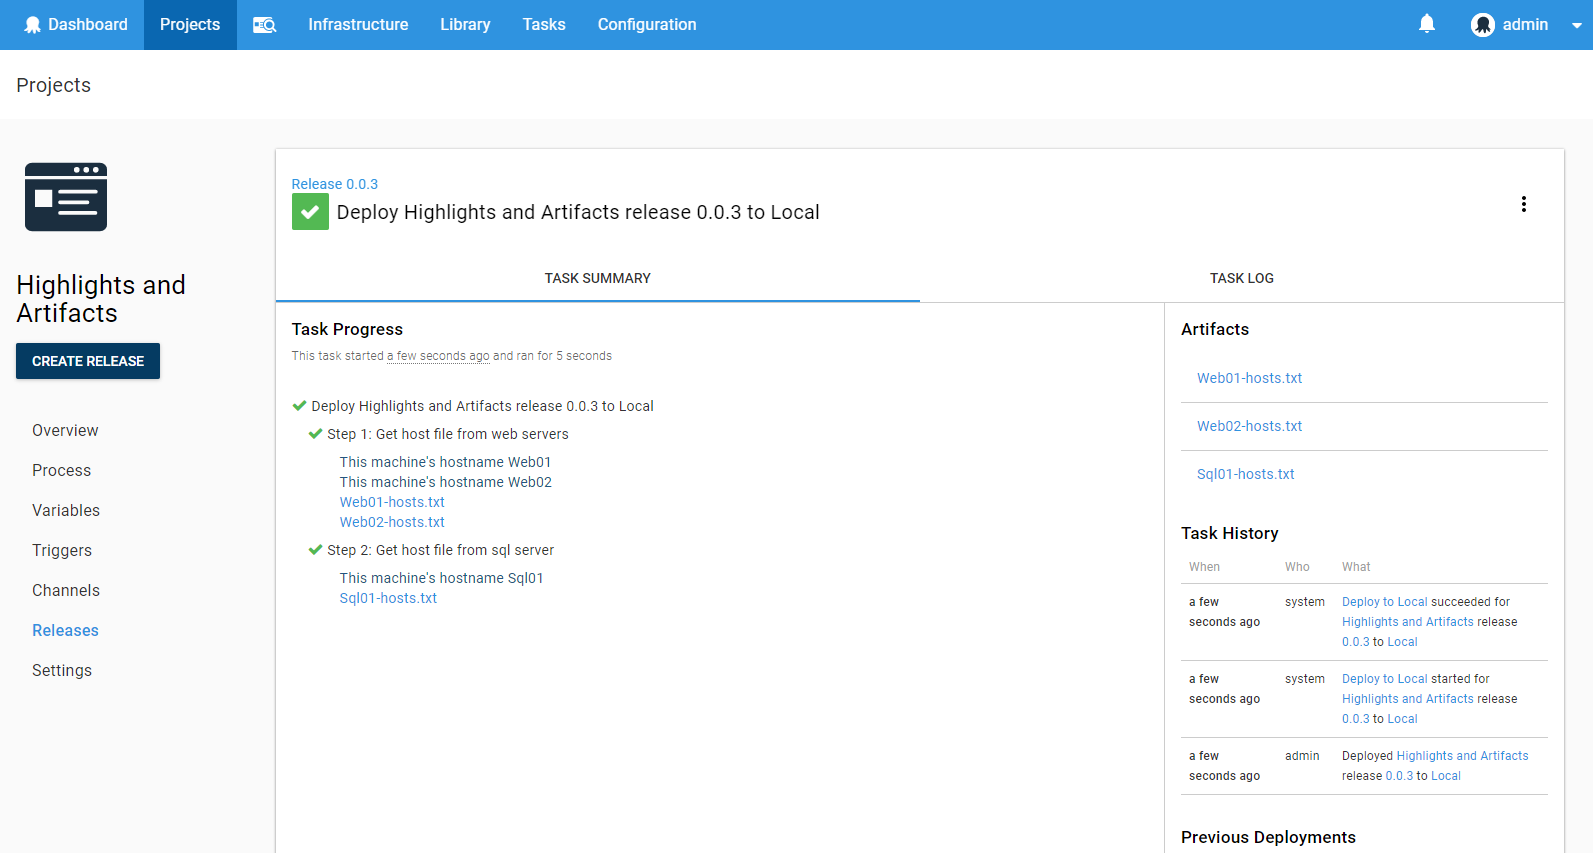 Dashboard
Projects
Infrastructure
Library
Tasks
Configuration
admin
Projects
Highlights and
Artifacts
CREATE RELEASE
Overview
Process
Variables
Triggers
Channels
Releases
Settings
Release 0.0.3
Deploy Highlights and Artifacts release 0.0.3 to Local
TASK SUMMARY
TASK LOG
Task Progress
This task started a few seconds ago and ran for 5 seconds
Deploy Highlights and Artifacts release 0.0.3 to Local
Step 1: Get host file from web servers
This machine's hostname Web01
This machine's hostname Web02
Web01-hosts.txt
Web02-hosts.txt
Step 2: Get host file from sql server
This machine's hostname Sql01
Sql01-hosts.txt
Artifacts
Web01-hosts.txt
Web02-hosts.txt
Sql01-hosts.txt
Task History
When Who What
a few system Deploy to Local succeeded for
seconds ago Highlights and Artifacts release
0.0.3 to Local
a few system Deploy to Local started for
seconds ago Highlights and Artifacts release
0.0.3 to Local
a few admin Deployed Highlights and Artifacts
seconds ago release 0.0.3 to Local
Previous Deployments